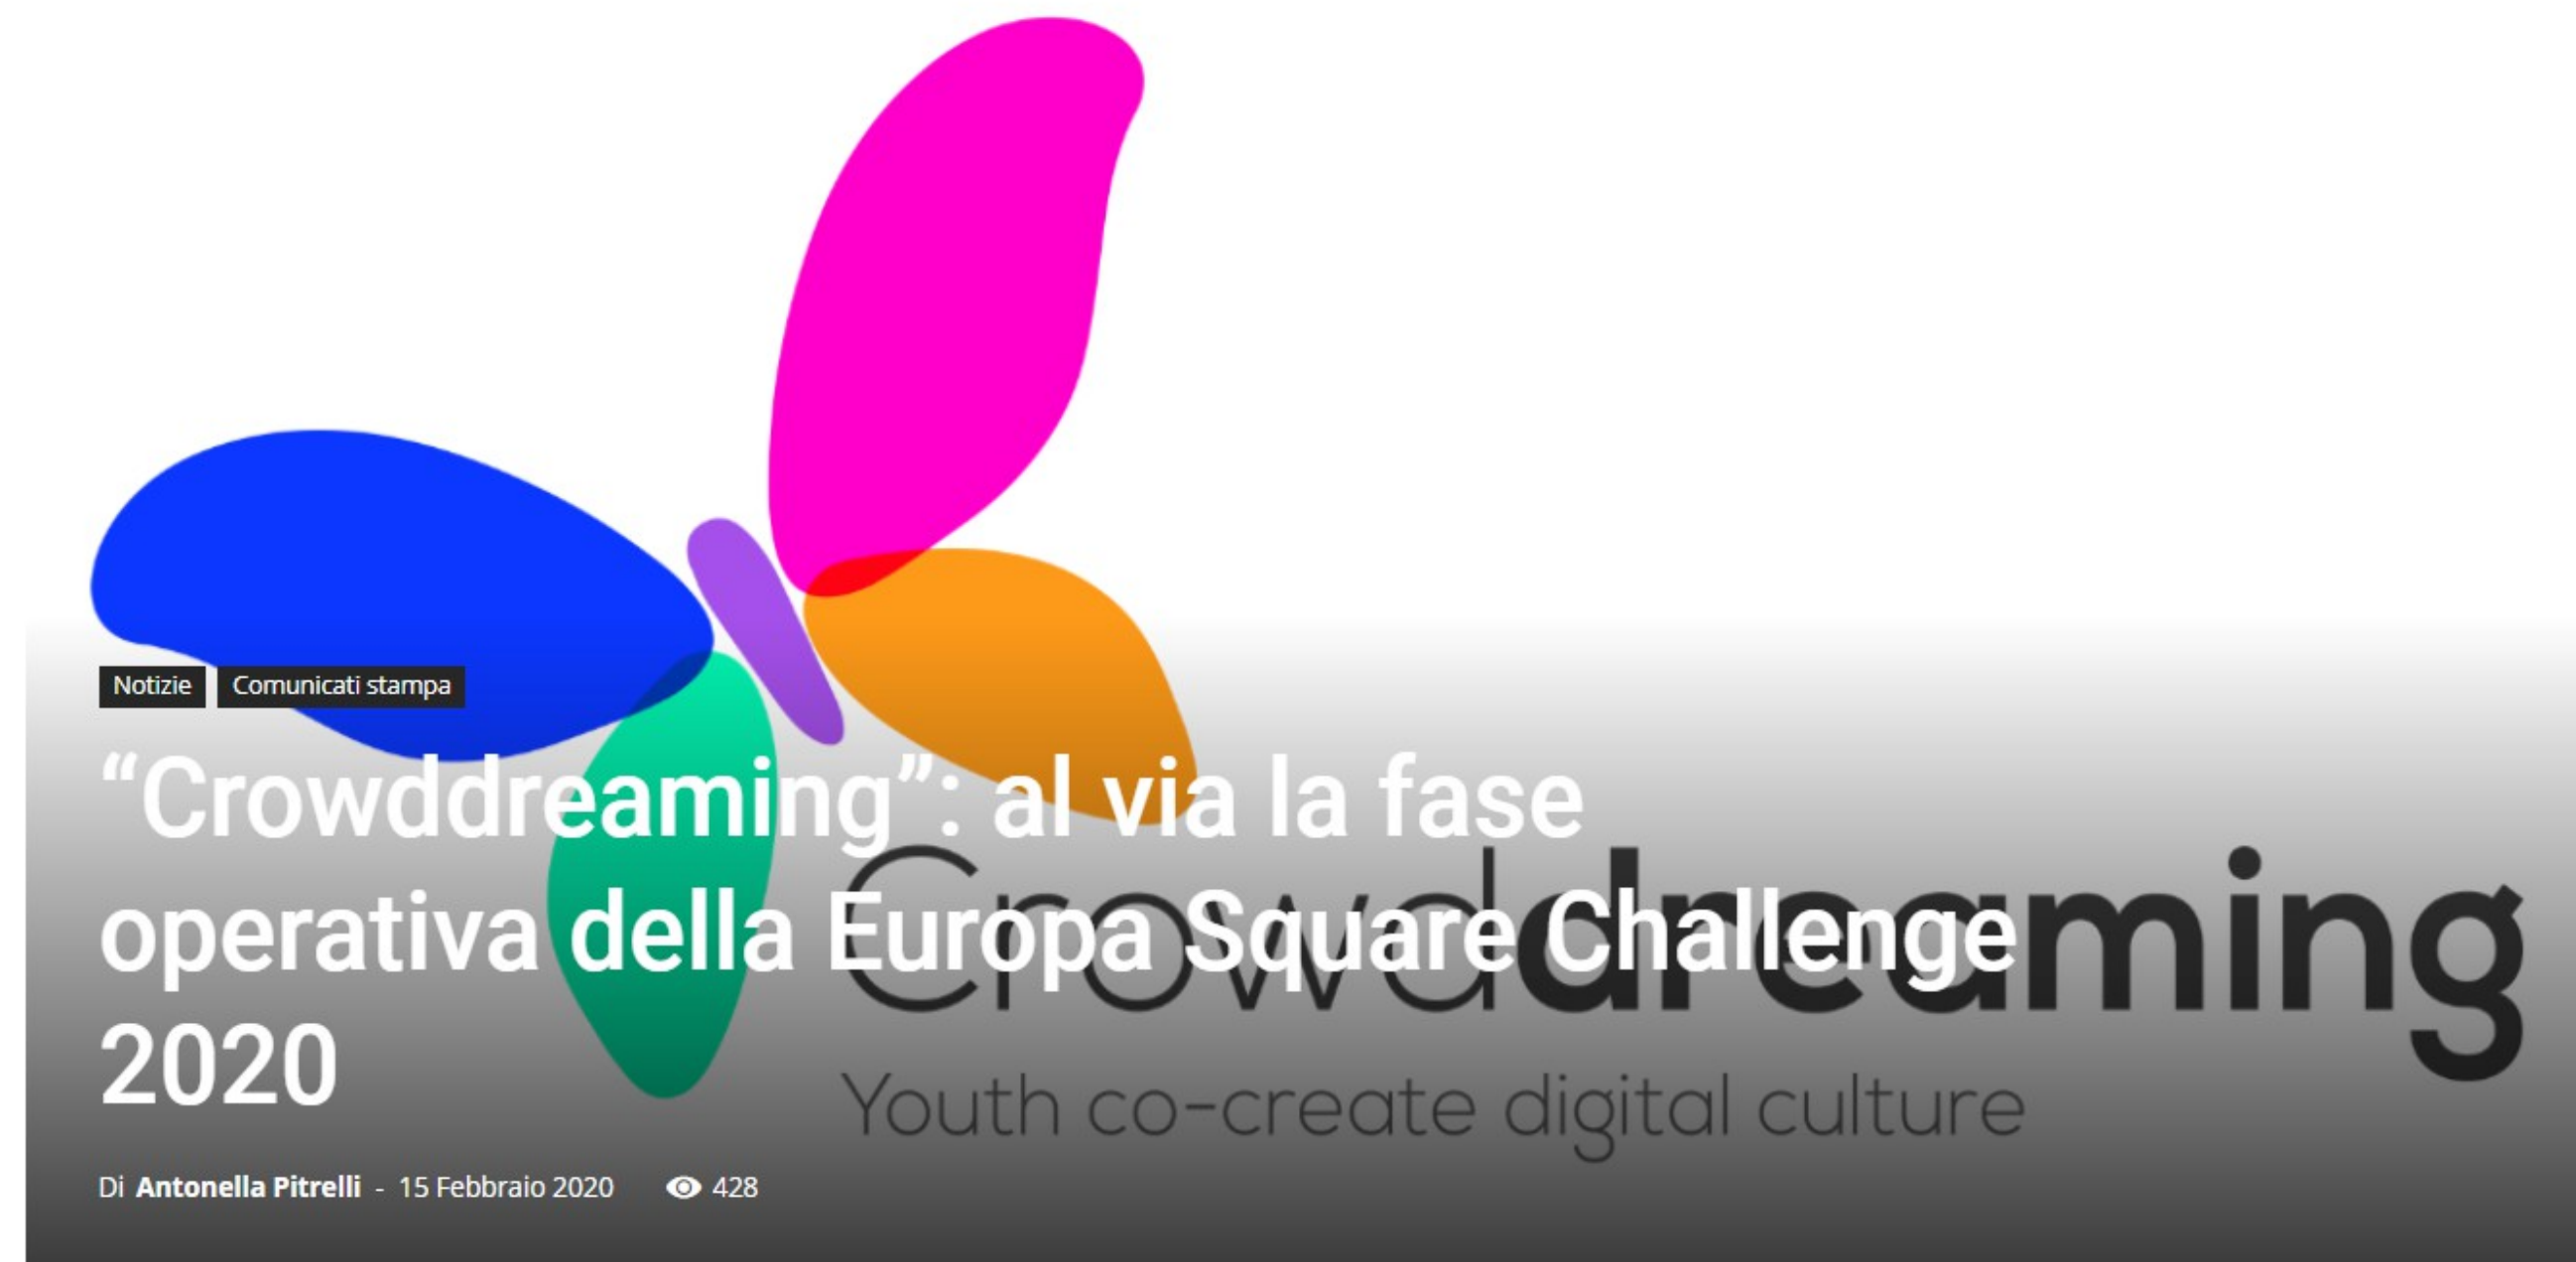 Notizie Comunicati stampa
“Crowddreaming”: al via la fase
operativa della Europa Square Challenge
2020
Crowddreaming
Youth co-create digital culture
Di Antonella Pitrelli - 15 Febbraio 2020 428